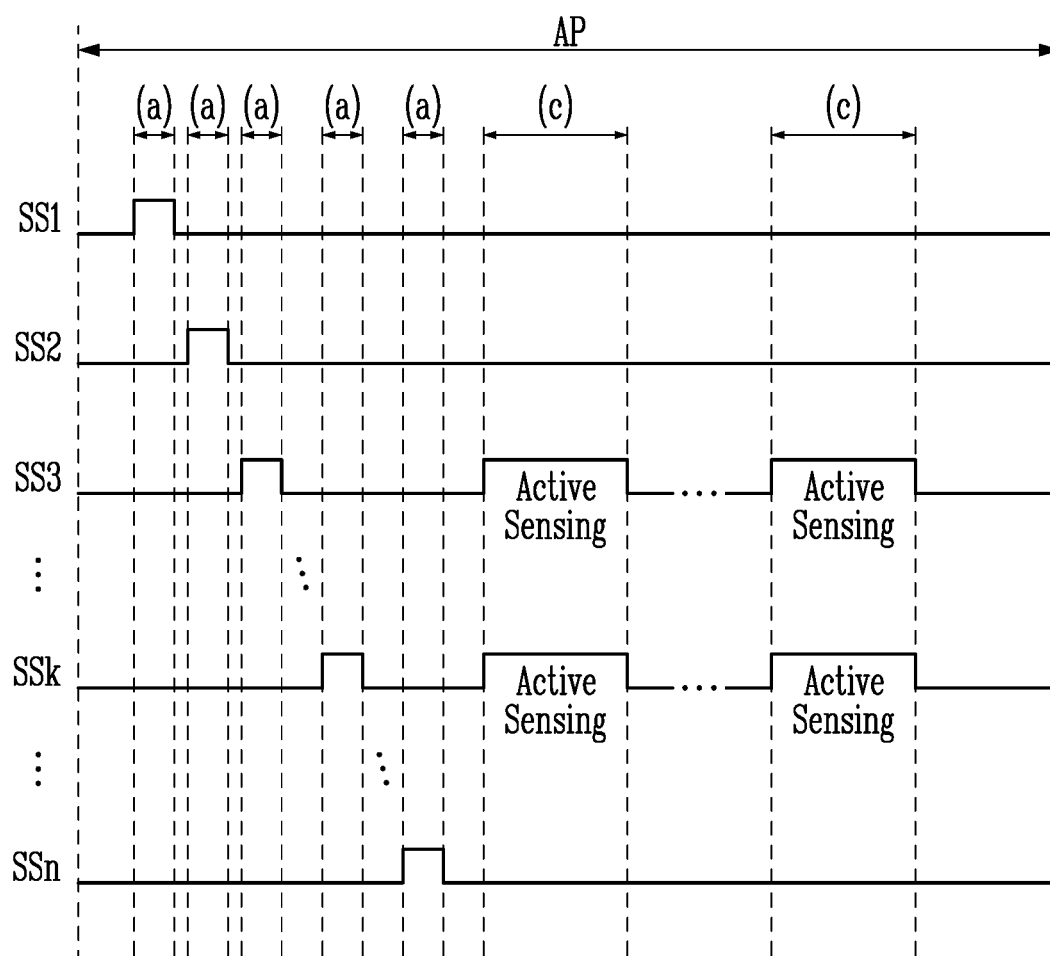 AP
(a) (a) (a) (a) (a) (c) (c)
SS1
SS2
SS3
Active Sensing ... Active Sensing
SSk
Active Sensing ... Active Sensing
SSn